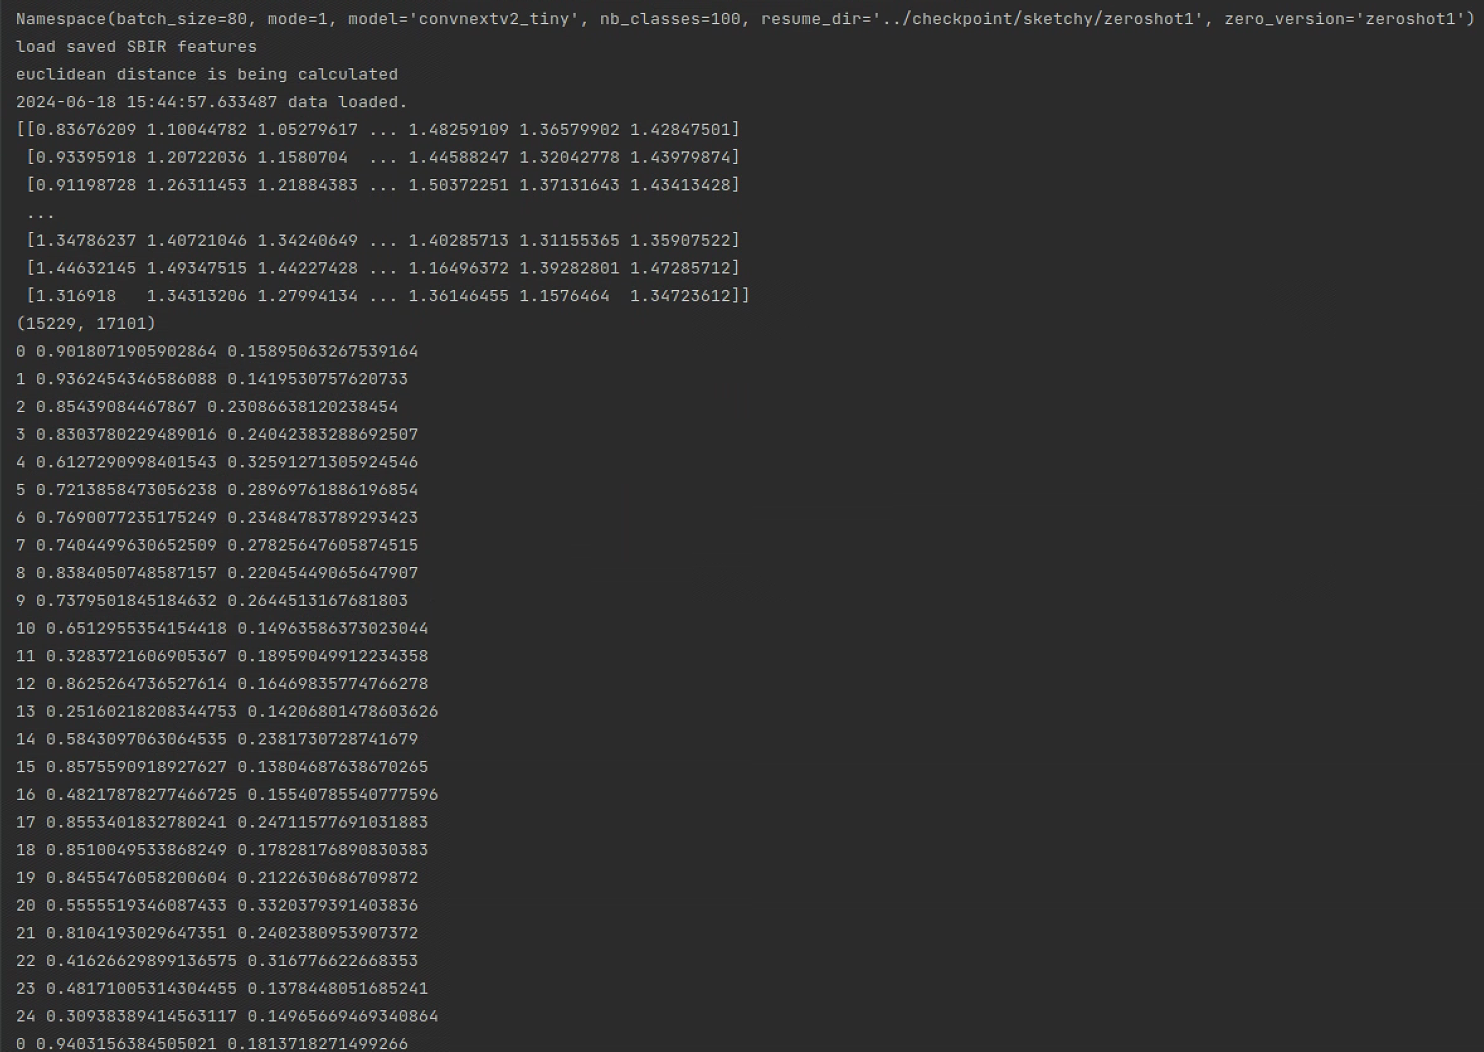 Namespace(batch_size=80, mode=1, model='convnextv2_tiny', nb_classes=100, resume_dir='../checkpoint/sketchy/zeroshot1', zero_version='zeroshot1')
load saved SBIR features
euclidean distance is being calculated
2024-06-18 15:44:57.633487 data loaded.
[[0.83676209 1.10044782 1.05279617 ... 1.48259109 1.36579902 1.42847501]
 [0.93395918 1.20722036 1.1580704  ... 1.44588247 1.32042778 1.43979874]
 [0.91198728 1.26311453 1.21884383 ... 1.50372251 1.37131643 1.43413428]
 ...
 [1.34786237 1.40721046 1.34240649 ... 1.40285713 1.31155365 1.35907522]
 [1.44632145 1.49347515 1.44227428 ... 1.16496372 1.39282801 1.47285712]
 [1.316918   1.34313206 1.27994134 ... 1.36146455 1.1576464  1.34723612]]
(15229, 17101)
0 0.9018071905902864 0.15895063267539164
1 0.9362454346586088 0.1419530757620733
2 0.85439084467867 0.23086638120238454
3 0.8303780229489016 0.24042383288692507
4 0.6127290998401543 0.32591271305924546
5 0.7213858473056238 0.28969761886196854
6 0.7690077235175249 0.23484783789293423
7 0.7404499630652509 0.27825647605874515
8 0.8384050748587157 0.22045449065647907
9 0.7379501845184632 0.2644513167681803
10 0.6512955354154418 0.14963586373023044
11 0.3283721606905367 0.18959049912234358
12 0.8625264736527614 0.16469835774766278
13 0.25160218208344753 0.14206801478603626
14 0.5843097063064535 0.2381730728741679
15 0.8575590918927627 0.13804687638670265
16 0.48217878277466725 0.15540785540777596
17 0.8553401832780241 0.24711577691031883
18 0.8510049533868249 0.17828176890830383
19 0.8455476058200604 0.2122630686709872
20 0.5555519346087433 0.3320379391403836
21 0.8104193029647351 0.2402380953907372
22 0.41626629899136575 0.316776622668353
23 0.48171005314304455 0.1378448051685241
24 0.30938389414563117 0.14965669469340864
0 0.9403156384505021 0.1813718271499266